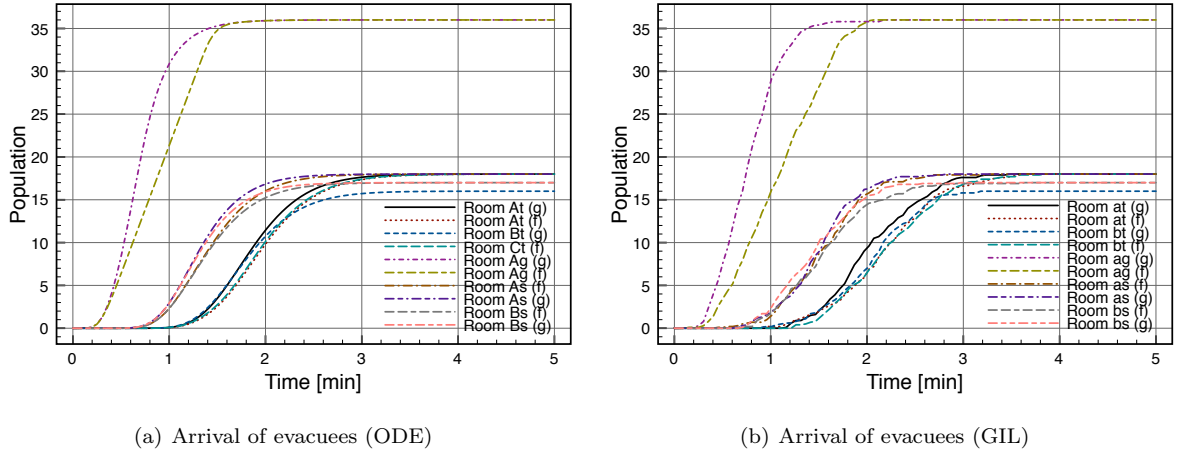 35
30
25
20
15
10
5
0
Population
0 1 2 3 4 5
Time [min]
Room At (g)
Room At (f)
Room Bt (g)
Room Ct (f)
Room Ag (g)
Room Ag (f)
Room As (f)
Room As (g)
Room Bs (f)
Room Bs (g)
(a) Arrival of evacuees (ODE)
35
30
25
20
15
10
5
0
Population
0 1 2 3 4 5
Time [min]
Room at (g)
Room at (f)
Room bt (g)
Room bt (f)
Room ag (g)
Room ag (f)
Room as (f)
Room as (g)
Room bs (f)
Room bs (g)
(b) Arrival of evacuees (GIL)